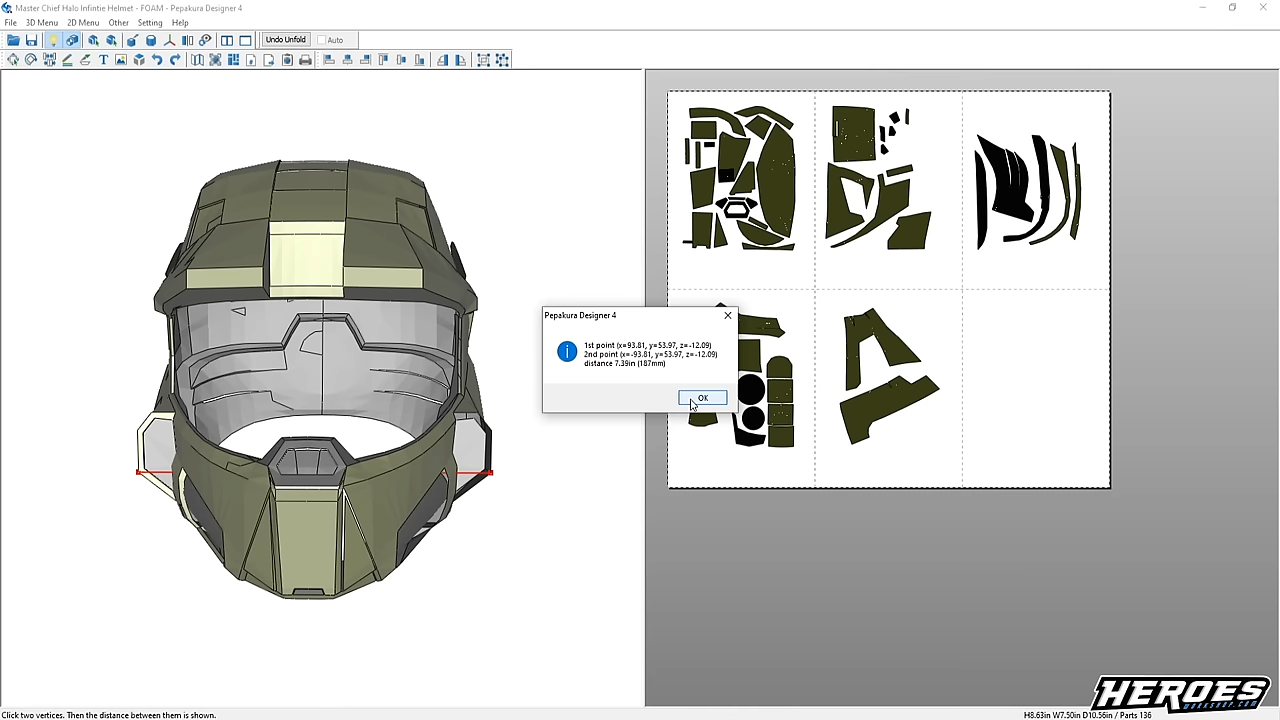 Master Chief Halo Infintie Helmet - FOAM - Pepakura Designer 4
File 3D Menu 2D Menu Other Setting Help
Undo Unfold Auto
Pepakura Designer 4
1st point (x=93.81, y=53.97, z=-12.09)
2nd point (x=-93.81, y=53.97, z=-12.09)
distance 7.39in (187mm)
OK
HEROES
WORKSHOP.COM
Click two vertices. Then the distance between them is shown.
H8.63in W7.50in D10.56in / Parts 136